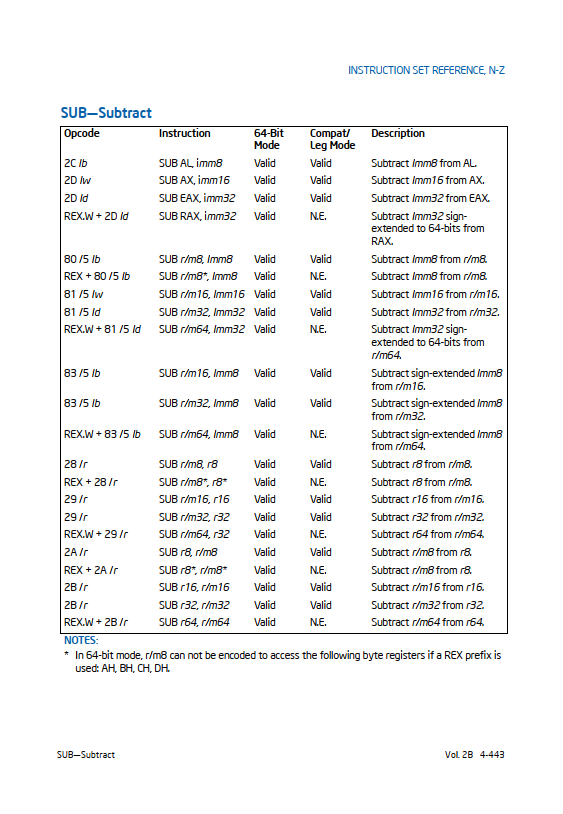 INSTRUCTION SET REFERENCE, N-Z
SUB—Subtract
Opcode Instruction 64-Bit Mode Compat/ Leg Mode Description
2C ib SUB AL, imm8 Valid Valid Subtract imm8 from AL.
2D iw SUB AX, imm16 Valid Valid Subtract imm16 from AX.
2D id SUB EAX, imm32 Valid Valid Subtract imm32 from EAX.
REX.W + 2D id SUB RAX, imm32 Valid N.E. Subtract imm32 sign-
extended to 64-bits from
RAX.
80 /5 ib SUB r/m8, imm8 Valid Valid Subtract imm8 from r/m8.
REX + 80 /5 ib SUB r/m8*, imm8 Valid N.E. Subtract imm8 from r/m8.
81 /5 iw SUB r/m16, imm16 Valid Valid Subtract imm16 from r/m16.
81 /5 id SUB r/m32, imm32 Valid Valid Subtract imm32 from r/m32.
REX.W + 81 /5 id SUB r/m64, imm32 Valid N.E. Subtract imm32 sign-
extended to 64-bits from
r/m64.
83 /5 ib SUB r/m16, imm8 Valid Valid Subtract sign-extended imm8
from r/m16.
83 /5 ib SUB r/m32, imm8 Valid Valid Subtract sign-extended imm8
from r/m32.
REX.W + 83 /5 ib SUB r/m64, imm8 Valid N.E. Subtract sign-extended imm8
from r/m64.
28 /r SUB r/m8, r8 Valid Valid Subtract r8 from r/m8.
REX + 28 /r SUB r/m8*, r8* Valid N.E. Subtract r8 from r/m8.
29 /r SUB r/m16, r16 Valid Valid Subtract r16 from r/m16.
29 /r SUB r/m32, r32 Valid Valid Subtract r32 from r/m32.
REX.W + 29 /r SUB r/m64, r32 Valid N.E. Subtract r64 from r/m64.
2A /r SUB r8, r/m8 Valid Valid Subtract r/m8 from r8.
REX + 2A /r SUB r8*, r/m8* Valid N.E. Subtract r/m8 from r8.
2B /r SUB r16, r/m16 Valid Valid Subtract r/m16 from r16.
2B /r SUB r32, r/m32 Valid Valid Subtract r/m32 from r32.
REX.W + 2B /r SUB r64, r/m64 Valid N.E. Subtract r/m64 from r64.
NOTES:
* In 64-bit mode, r/m8 can not be encoded to access the following byte registers if a REX prefix is
used: AH, BH, CH, DH.
SUB—Subtract Vol. 2B 4-443